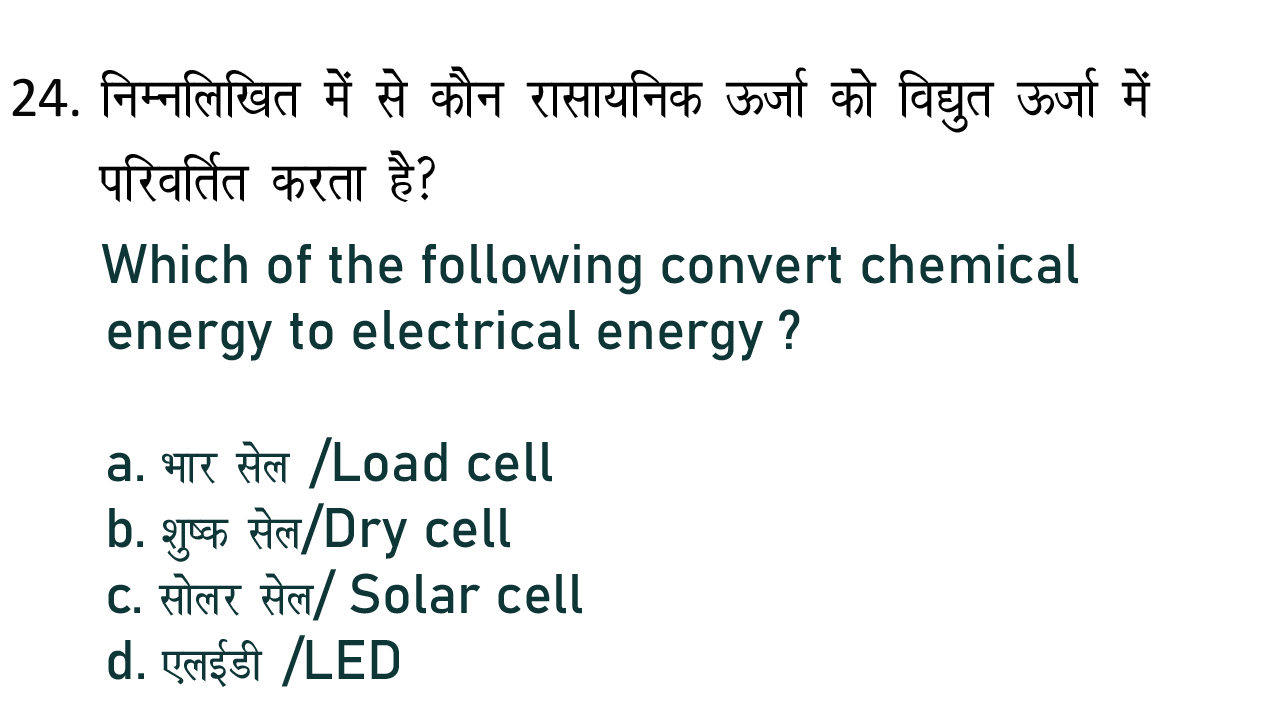 24. निम्नलिखित में से कौन रासायनिक ऊर्जा को विद्युत ऊर्जा में
परिवर्तित करता है?
Which of the following convert chemical
energy to electrical energy ?
a. भार सेल /Load cell
b. शुष्क सेल/Dry cell
c. सोलर सेल/ Solar cell
d. एलईडी /LED